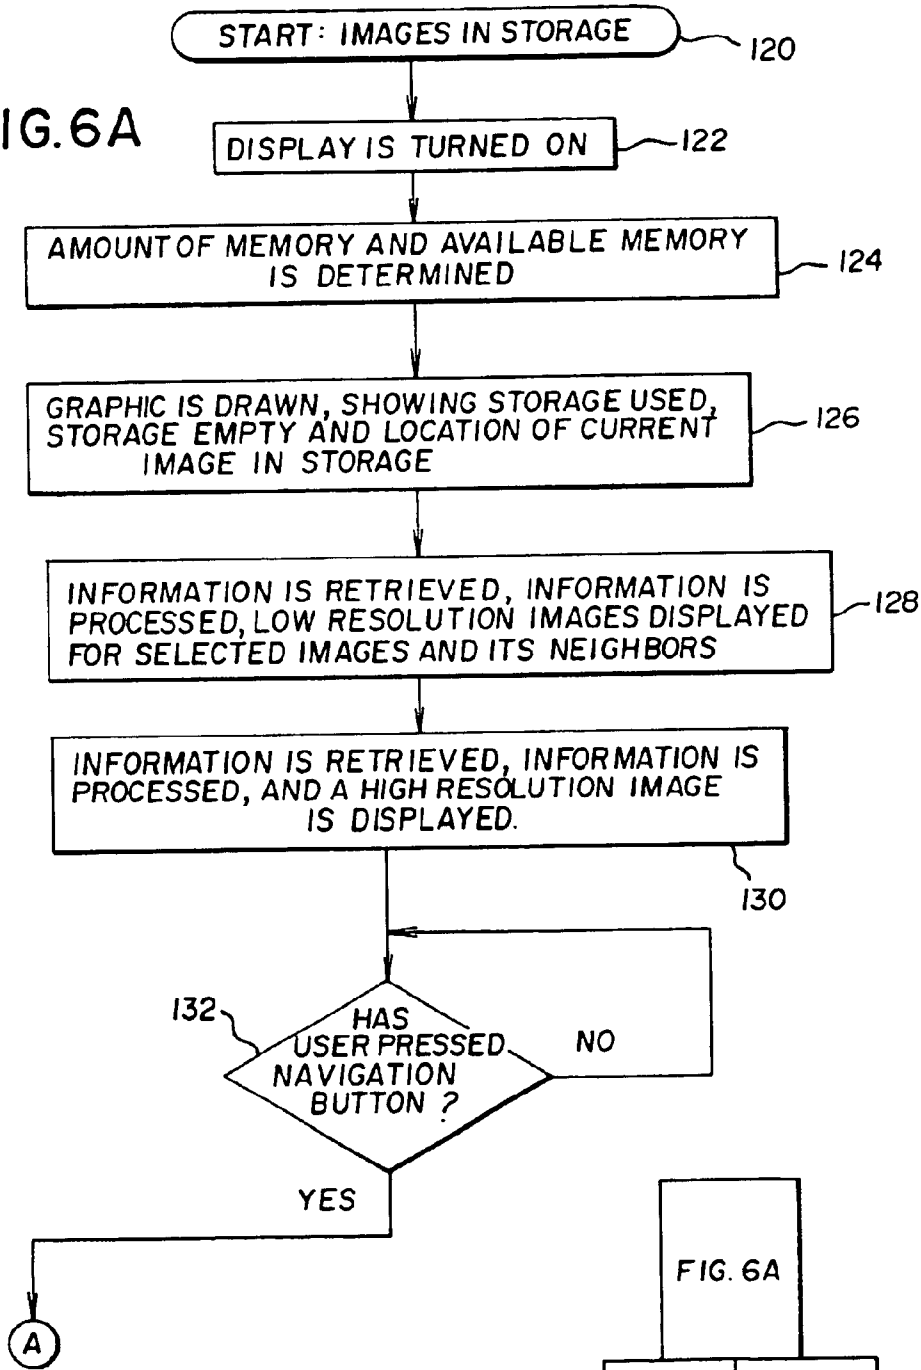 START: IMAGES IN STORAGE
120
IG.6A
DISPLAY IS TURNED ON
122
AMOUNT OF MEMORY AND AVAILABLE MEMORY
IS DETERMINED
124
GRAPHIC IS DRAWN, SHOWING STORAGE USED,
STORAGE EMPTY AND LOCATION OF CURRENT
IMAGE IN STORAGE
126
INFORMATION IS RETRIEVED, INFORMATION IS
PROCESSED, LOW RESOLUTION IMAGES DISPLAYED
FOR SELECTED IMAGES AND ITS NEIGHBORS
128
INFORMATION IS RETRIEVED, INFORMATION IS
PROCESSED, AND A HIGH RESOLUTION IMAGE
IS DISPLAYED.
130
132
HAS
USER PRESSED
NAVIGATION
BUTTON ?
NO
YES
A
FIG. 6A